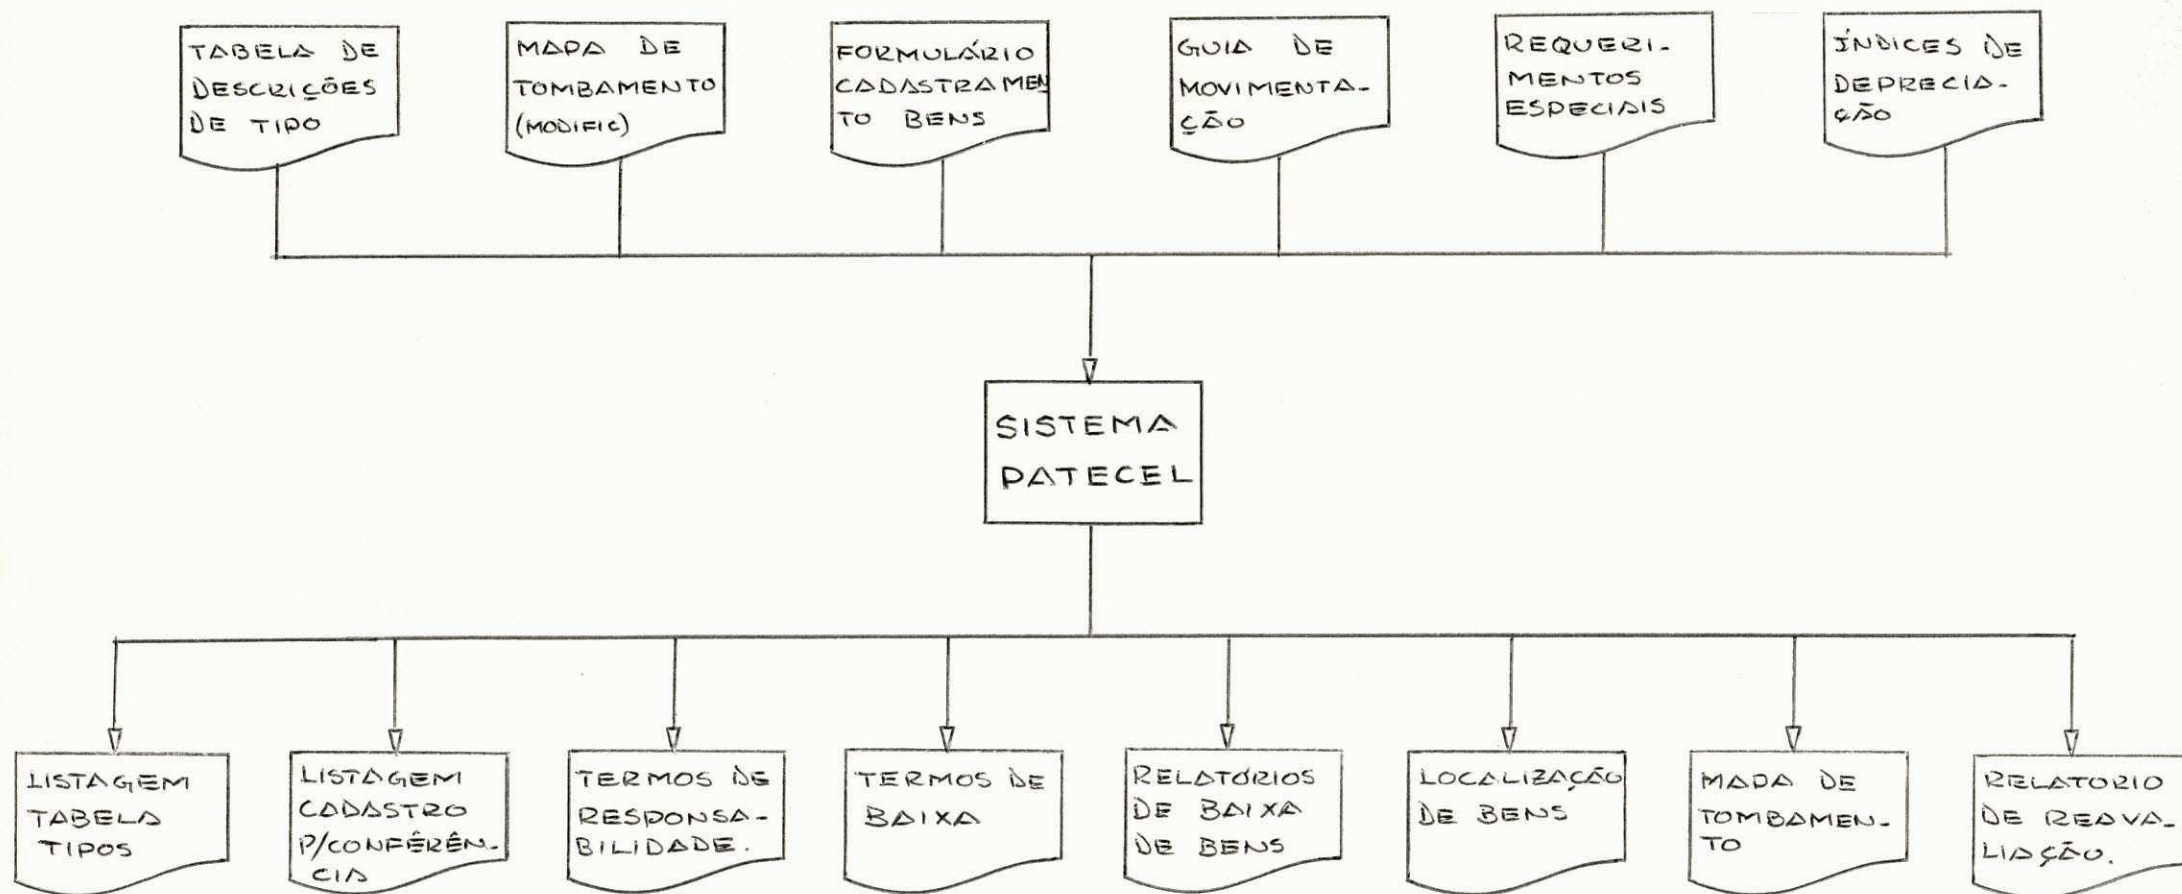 TABELA DE
DESCRIÇÕES
DE TIPO
MAPA DE
TOMBAMENTO
(MODIFIC)
FORMULÁRIO
CADASTRAMEN
TO BENS
GUIA DE
MOVIMENTA-
ÇÃO
REQUERI-
MENTOS
ESPECIAIS
ÍNDICES DE
DEPRECIA-
ÇÃO
SISTEMA
PATECEL
LISTAGEM
TABELA
TIPOS
LISTAGEM
CADASTRO
P/CONFÉRÊN-
CIA
TERMOS DE
RESPONSA-
BILIDADE.
TERMOS DE
BAIXA
RELATÓRIOS
DE BAIXA
DE BENS
LOCALIZAÇÃO
DE BENS
MAPA DE
TOMBAMEN-
TO
RELATORIO
DE REAVA-
LIAÇÃO.